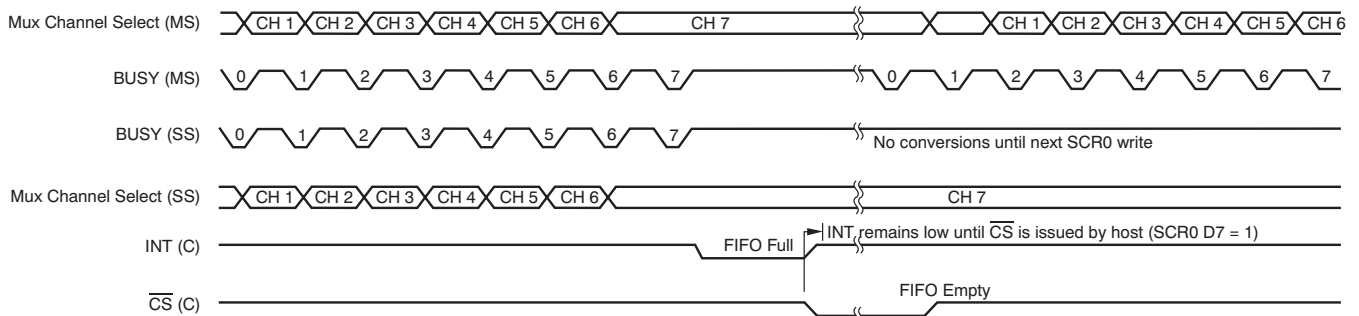 Mux Channel Select (MS) CH 1 CH 2 CH 3 CH 4 CH 5 CH 6 CH 7 CH 1 CH 2 CH 3 CH 4 CH 5 CH 6
BUSY (MS) 0 1 2 3 4 5 6 7 0 1 2 3 4 5 6 7
BUSY (SS) 0 1 2 3 4 5 6 7 No conversions until next SCR0 write
Mux Channel Select (SS) CH 1 CH 2 CH 3 CH 4 CH 5 CH 6 CH 7
INT (C) FIFO Full INT remains low until CS is issued by host (SCR0 D7 = 1)
CS (C) FIFO Empty